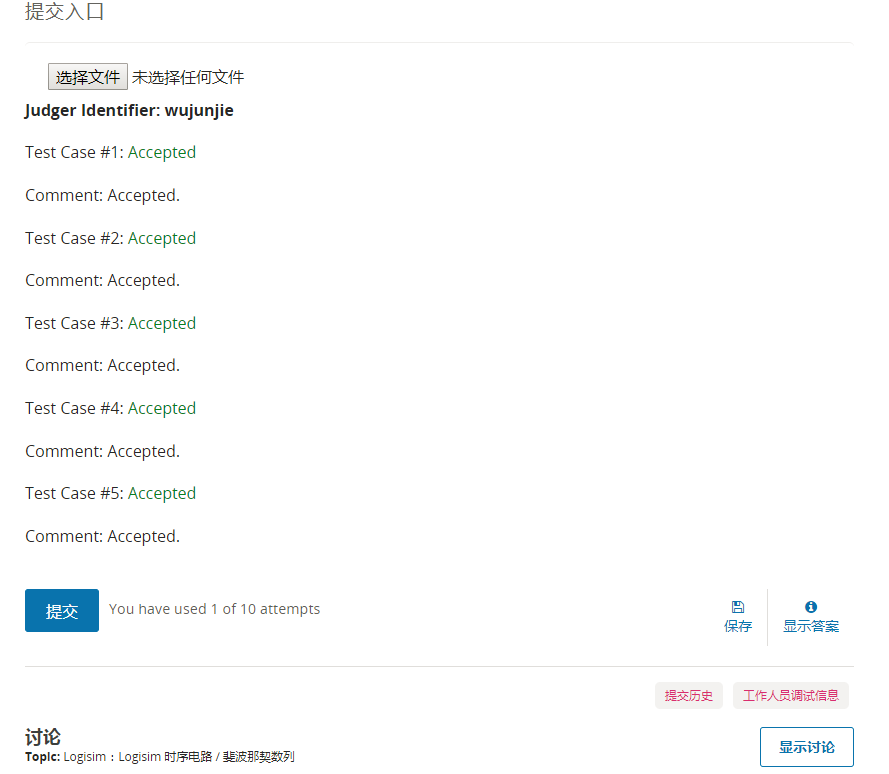 提交入口
选择文件 未选择任何文件
Judger Identifier: wujunjie
Test Case #1: Accepted
Comment: Accepted.
Test Case #2: Accepted
Comment: Accepted.
Test Case #3: Accepted
Comment: Accepted.
Test Case #4: Accepted
Comment: Accepted.
Test Case #5: Accepted
Comment: Accepted.
提交 You have used 1 of 10 attempts
保存 显示答案
提交历史 工作人员调试信息
讨论
Topic: Logisim：Logisim 时序电路 / 斐波那契数列
显示讨论